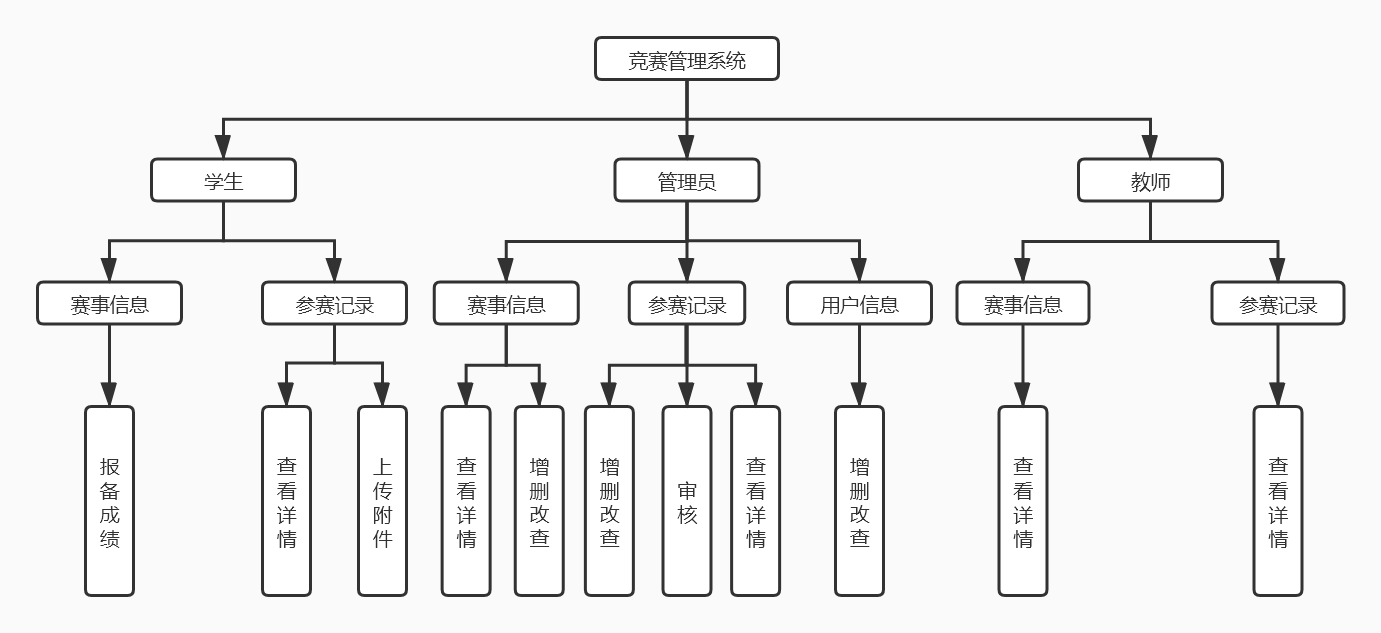 竞赛管理系统
学生
管理员
教师
赛事信息
参赛记录
赛事信息
参赛记录
用户信息
赛事信息
参赛记录
报备成绩
查看详情
上传附件
查看详情
增删改查
增删改查
审核
查看详情
增删改查
查看详情
查看详情